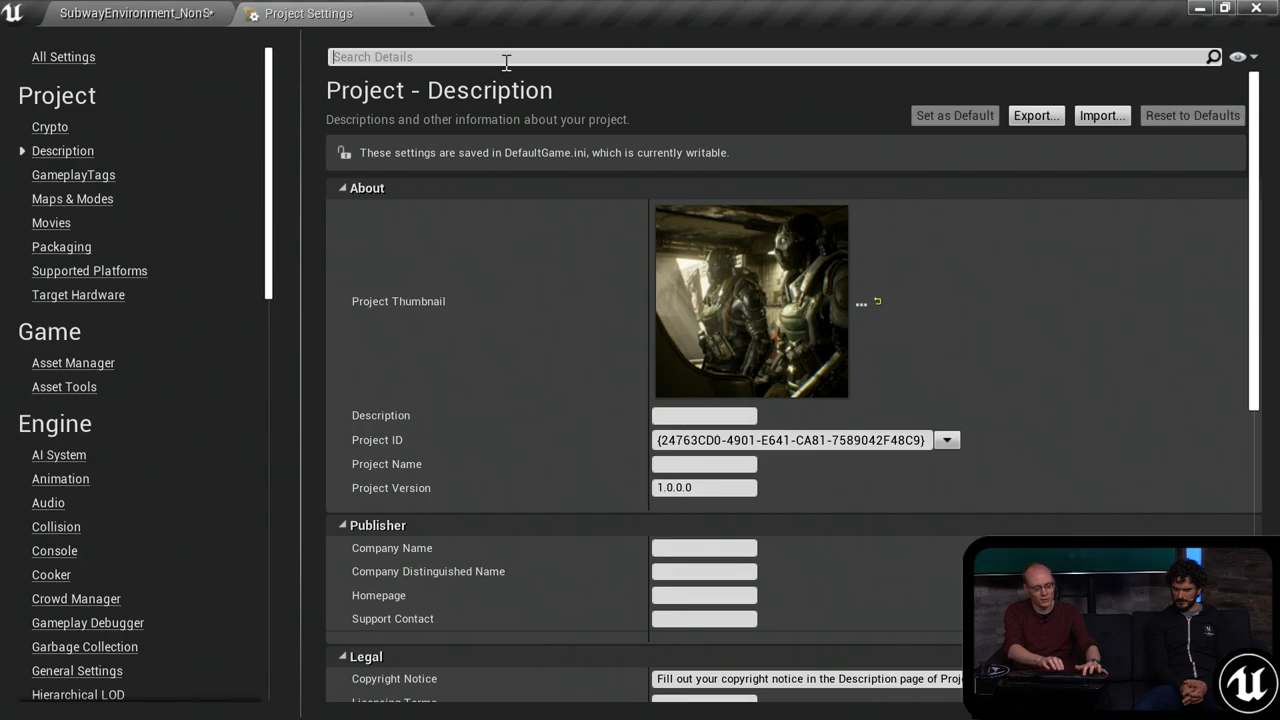 SubwayEnvironment_NonS*
Project Settings
All Settings
Project
Crypto
Description
GameplayTags
Maps & Modes
Movies
Packaging
Supported Platforms
Target Hardware
Game
Asset Manager
Asset Tools
Engine
AI System
Animation
Audio
Collision
Console
Cooker
Crowd Manager
Gameplay Debugger
Garbage Collection
General Settings
Hierarchical LOD
Search Details
Project - Description
Descriptions and other information about your project.
Set as Default
Export...
Import...
Reset to Defaults
These settings are saved in DefaultGame.ini, which is currently writable.
About
Project Thumbnail
Description
Project ID
{24763CD0-4901-E641-CA81-7589042F48C9}
Project Name
Project Version
1.0.0.0
Publisher
Company Name
Company Distinguished Name
Homepage
Support Contact
Legal
Copyright Notice
Fill out your copyright notice in the Description page of Proj
Licensing Terms